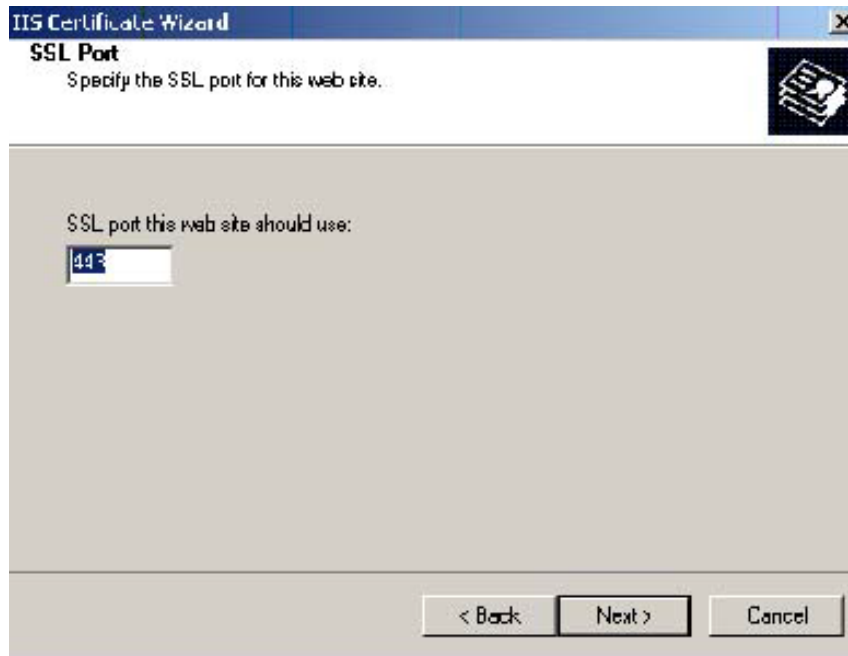 IIS Certificate Wizard
SSL Port
Specify the SSL port for this web site.
SSL port this web site should use:
443
< Back
Next >
Cancel